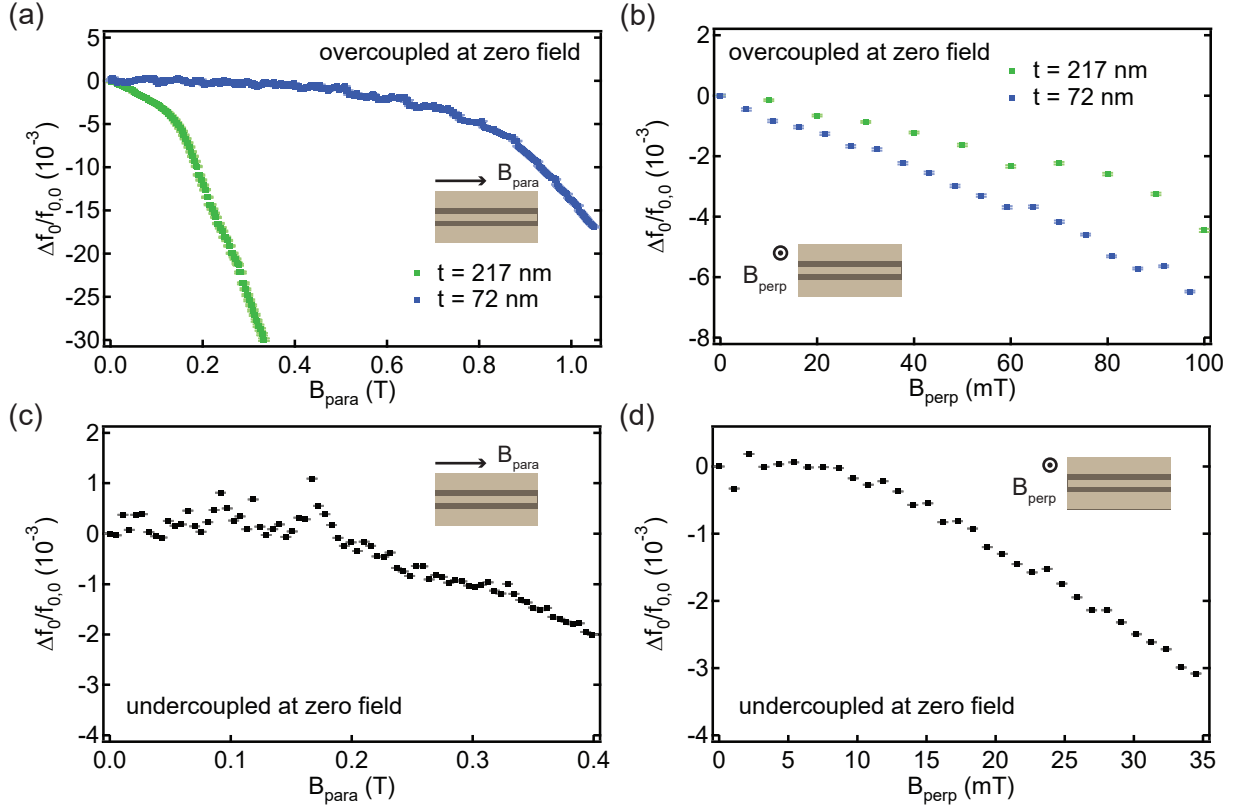 (a)
5
0
-5
-10
-15
-20
-25
-30
Δf₀/f₀,₀ (10⁻³)
overcoupled at zero field
B_para
t = 217 nm
t = 72 nm
0.0 0.2 0.4 0.6 0.8 1.0
B_para (T)
(b)
2
0
-2
-4
-6
-8
Δf₀/f₀,₀ (10⁻³)
overcoupled at zero field
t = 217 nm
t = 72 nm
B_perp
0 20 40 60 80 100
B_perp (mT)
(c)
2
1
0
-1
-2
-3
-4
Δf₀/f₀,₀ (10⁻³)
B_para
undercoupled at zero field
0.0 0.1 0.2 0.3 0.4
B_para (T)
(d)
0
-1
-2
-3
-4
Δf₀/f₀,₀ (10⁻³)
B_perp
undercoupled at zero field
0 5 10 15 20 25 30 35
B_perp (mT)